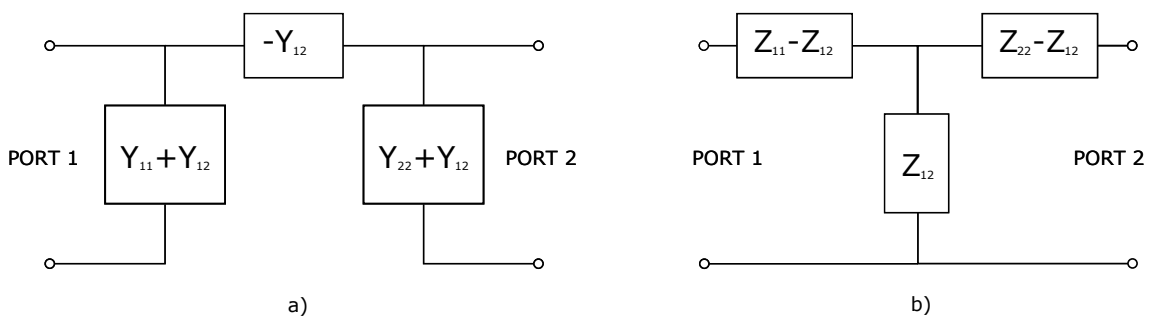 -Y₁₂
Y₁₁+Y₁₂
Y₂₂+Y₁₂
PORT 1
PORT 2
a)
Z₁₁-Z₁₂
Z₂₂-Z₁₂
Z₁₂
PORT 1
PORT 2
b)